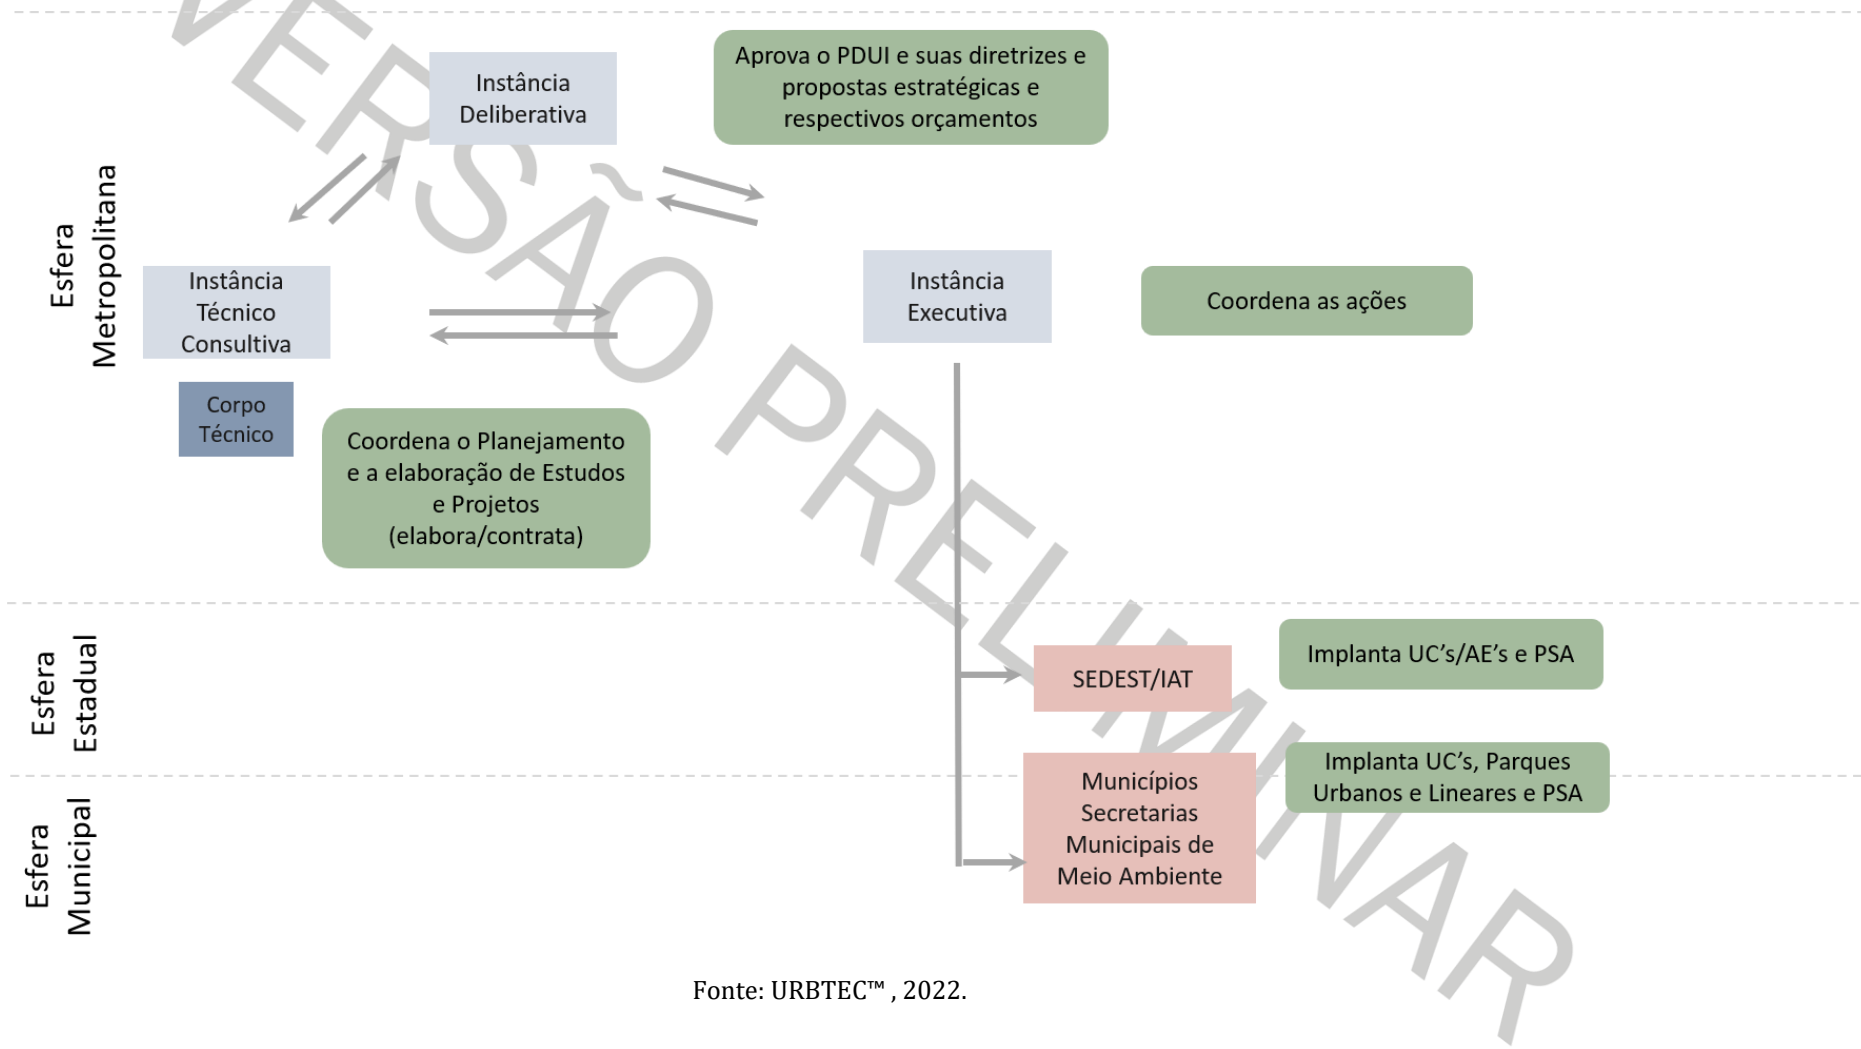 VERSÃO PRELIMINAR
Instância
Deliberativa
Aprova o PDUI e suas diretrizes e
propostas estratégicas e
respectivos orçamentos
Esfera
Metropolitana
Instância
Técnico
Consultiva
Instância
Executiva
Coordena as ações
Corpo
Técnico
Coordena o Planejamento
e a elaboração de Estudos
e Projetos
(elabora/contrata)
Esfera
Estadual
SEDEST/IAT
Implanta UC’s/AE’s e PSA
Esfera
Municipal
Municípios
Secretarias
Municipais de
Meio Ambiente
Implanta UC’s, Parques
Urbanos e Lineares e PSA
Fonte: URBTEC™ , 2022.